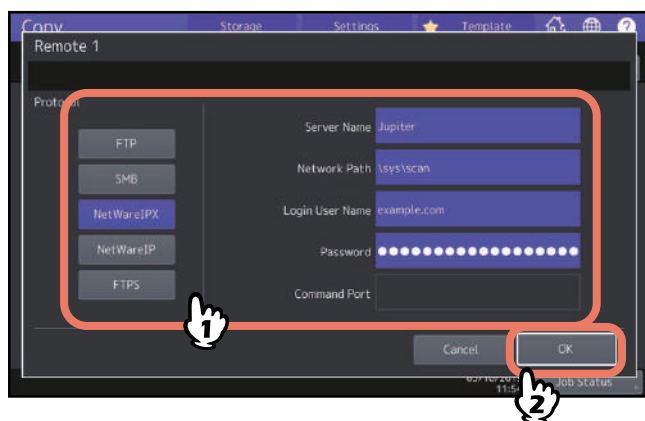 Copy Storage Settings Template ?
Remote 1
Protocol
FTP
SMB
NetWareIPX
NetWareIP
FTPS
Server Name Jupiter
Network Path \sys\scan
Login User Name example.com
Password ●●●●●●●●●●●●●●●●●●
Command Port
1
Cancel OK
Job Status
2